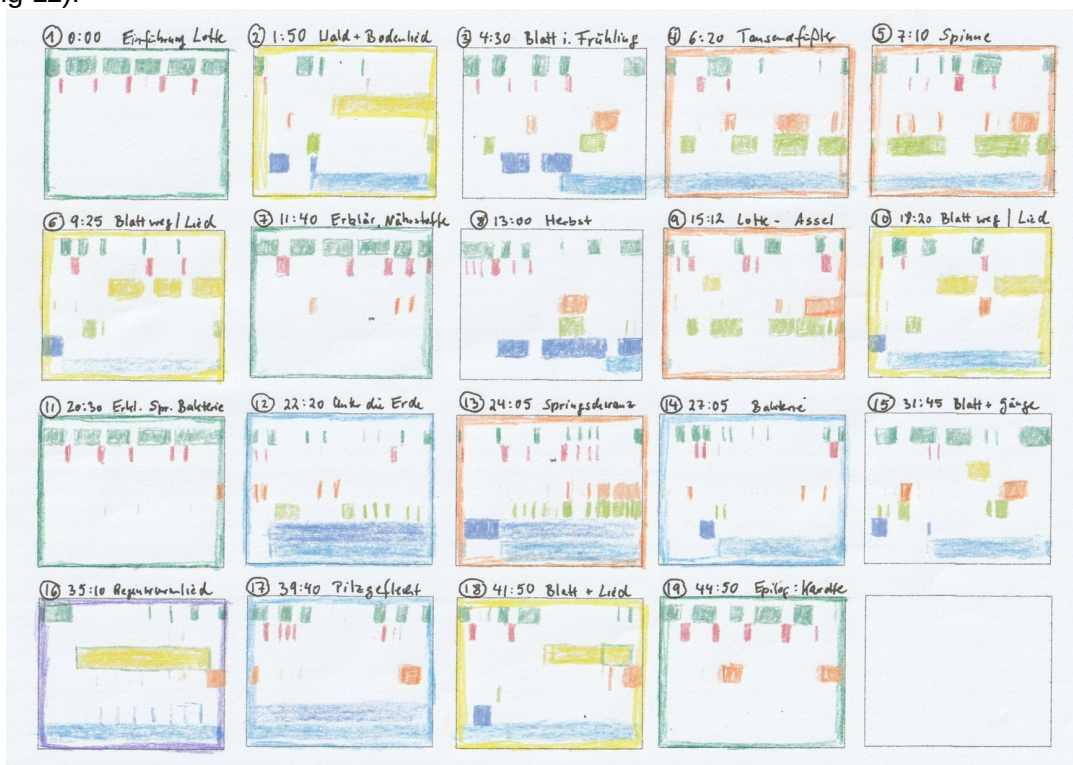 ng 22).
① 0:00 Einführung Lotte
② 1:50 Wald + Bodenlied
③ 4:30 Blatt i. Frühling
④ 6:20 Tausendfüßler
⑤ 7:10 Spinne
⑥ 9:25 Blatt weg / Lied
⑦ 11:40 Erklär. Nährstoffe
⑧ 13:00 Herbst
⑨ 15:12 Lotte - Assel
⑩ 18:20 Blatt weg / Lied
⑪ 20:30 Erkl. Spr. Bakterie
⑫ 22:20 Unter die Erde
⑬ 24:05 Springschwanz
⑭ 27:05 Bakterie
⑮ 31:45 Blatt + Gänge
⑯ 35:10 Regenwurmlied
⑰ 39:40 Pilzgeflecht
⑱ 41:50 Blatt + Lied
⑲ 44:50 Epilog: Karotte